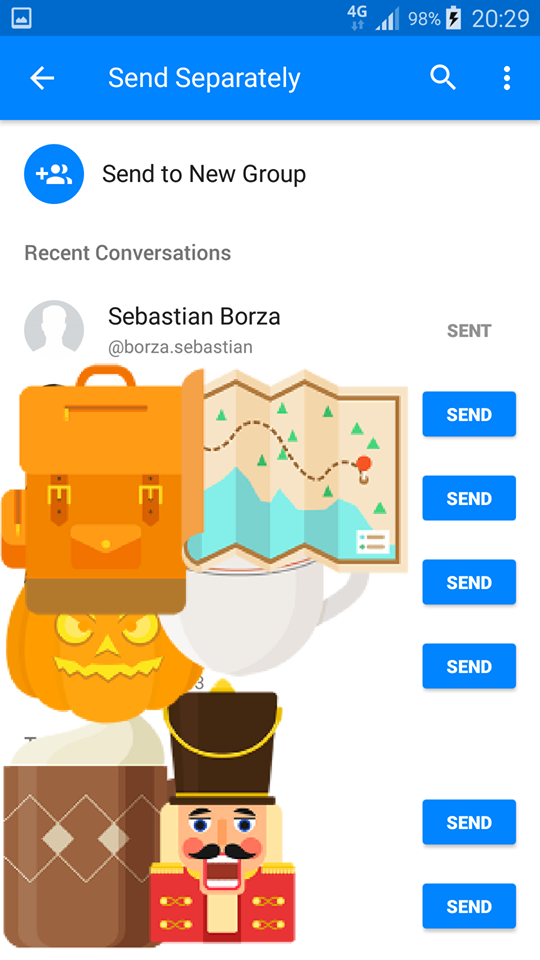 4G 98% 20:29
Send Separately
Send to New Group
Recent Conversations
Sebastian Borza
SENT
@borza.sebastian
SEND
SEND
SEND
SEND
3
SEND
SEND